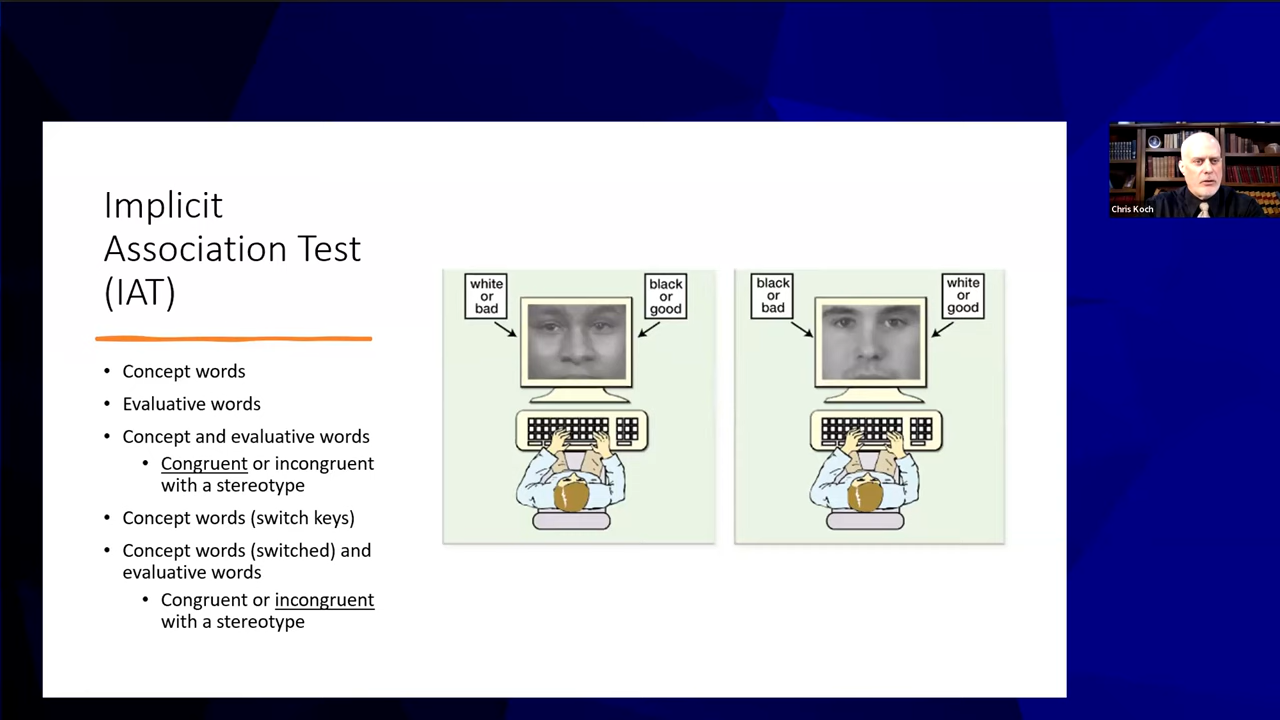 Implicit
Association Test
(IAT)
• Concept words
• Evaluative words
• Concept and evaluative words
• Congruent or incongruent
with a stereotype
• Concept words (switch keys)
• Concept words (switched) and
evaluative words
• Congruent or incongruent
with a stereotype
white
or
bad
black
or
good
black
or
bad
white
or
good
Chris Koch